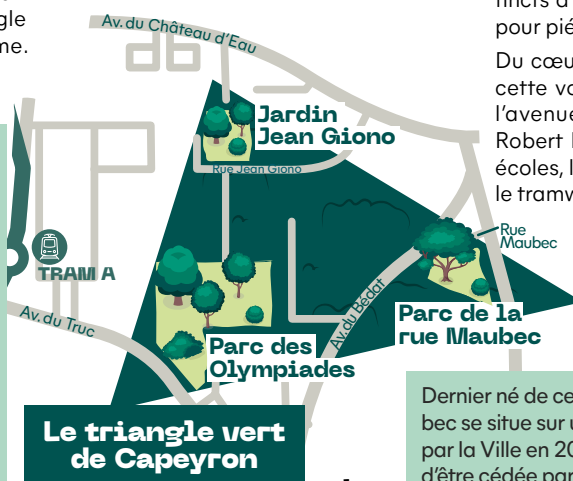 gle
me.
Av. du Château d'Eau
pour pié
Du cœu
cette vo
l'avenue
Robert
écoles, l
le tramw
Jardin
Jean Giono
Rue Jean Giono
Rue
Maubec
TRAM A
Av. du Truc
Av. du Bédat
Parc de la
rue Maubec
Parc des
Olympiades
Le triangle vert
de Capeyron
Dernier né de ce
bec se situe sur u
par la Ville en 20
d'être cédée par